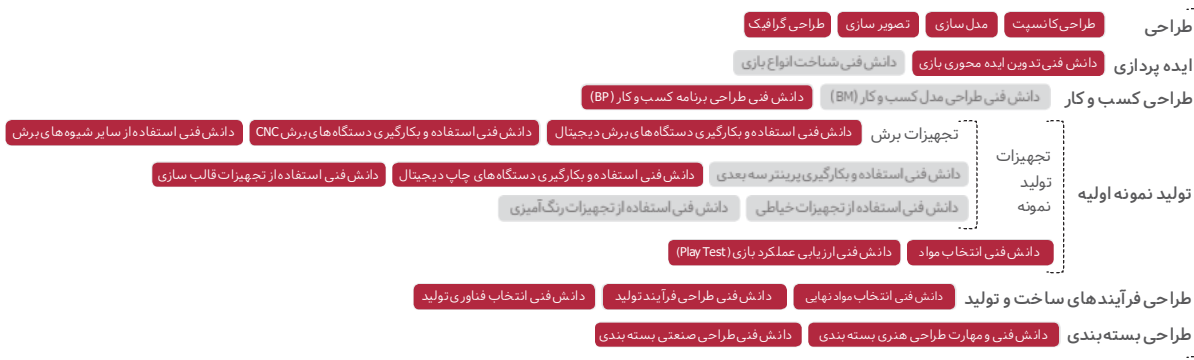 طراحی طراحی کانسپت مدل سازی تصویر سازی طراحی گرافیک
ایده پردازی دانش فنی تدوین ایده محوری بازی دانش فنی شناخت انواع بازی
طراحی کسب و کار دانش فنی طراحی مدل کسب و کار (BM) دانش فنی طراحی برنامه کسب و کار (BP)
تولید نمونه اولیه
تجهیزات
تولید
نمونه
تجهیزات برش دانش فنی استفاده و بکارگیری دستگاه های برش دیجیتال دانش فنی استفاده و بکارگیری دستگاه های برش CNC دانش فنی استفاده از سایر شیوه های برش
دانش فنی استفاده و بکارگیری پرینتر سه بعدی دانش فنی استفاده و بکارگیری دستگاه های چاپ دیجیتال دانش فنی استفاده از تجهیزات قالب سازی
دانش فنی استفاده از تجهیزات خیاطی دانش فنی استفاده از تجهیزات رنگ آمیزی
دانش فنی انتخاب مواد دانش فنی ارزیابی عملکرد بازی (Play Test)
طراحی فرآیندهای ساخت و تولید دانش فنی انتخاب مواد نهایی دانش فنی طراحی فرآیند تولید دانش فنی انتخاب فناوری تولید
طراحی بسته بندی دانش فنی و مهارت طراحی هنری بسته بندی دانش فنی طراحی صنعتی بسته بندی